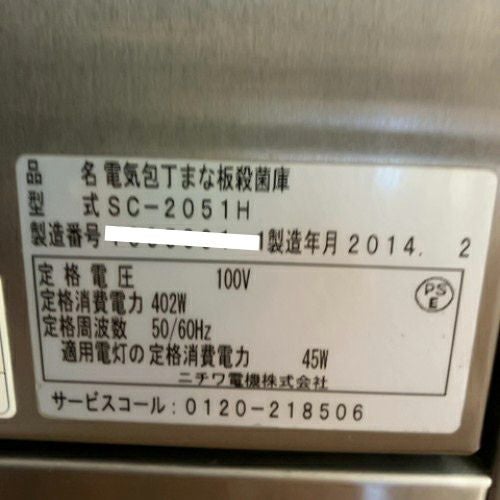 品 名 電気包丁まな板殺菌庫
型 式 SC-2051H
製造番号 1製造年月 2014. 2
定格電圧 100V
定格消費電力 402W
定格周波数 50/60Hz
適用電灯の定格消費電力 45W
PS
E
ニチワ電機株式会社
サービスコール:0120-218506